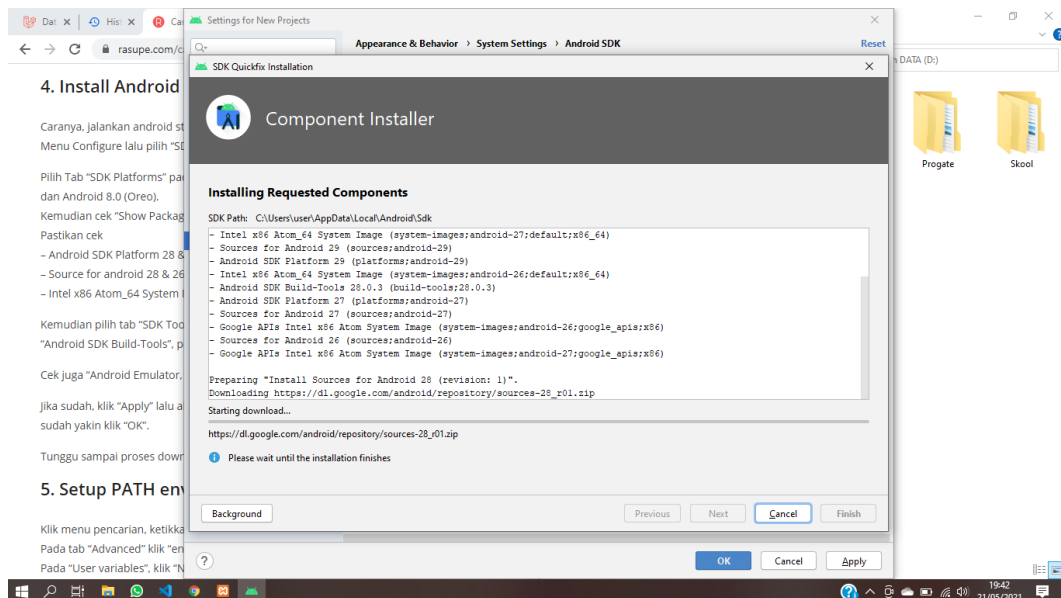 Dat
Hist
Ca
Settings for New Projects
rasupe.com/c
Appearance & Behavior › System Settings › Android SDK
Reset
DATA (D:)
SDK Quickfix Installation
4. Install Android
Component Installer
Caranya, jalankan android st
Menu Configure lalu pilih “SD
Progate
Skool
Pilih Tab “SDK Platforms” pa
dan Android 8.0 (Oreo).
Kemudian cek “Show Packag
Pastikan cek
– Android SDK Platform 28 &
– Source for android 28 & 26
– Intel x86 Atom_64 System
Kemudian pilih tab “SDK Too
“Android SDK Build-Tools”, p
Cek juga “Android Emulator,
Jika sudah, klik “Apply” lalu a
sudah yakin klik “OK”.
Tunggu sampai proses down
5. Setup PATH env
Klik menu pencarian, ketikka
Pada tab “Advanced” klik “en
Pada “User variables”, klik “N
Installing Requested Components
SDK Path: C:\Users\user\AppData\Local\Android\Sdk
- Intel x86 Atom_64 System Image (system-images;android-27;default;x86_64)
- Sources for Android 29 (sources;android-29)
- Android SDK Platform 29 (platforms;android-29)
- Intel x86 Atom_64 System Image (system-images;android-26;default;x86_64)
- Android SDK Build-Tools 28.0.3 (build-tools;28.0.3)
- Android SDK Platform 27 (platforms;android-27)
- Sources for Android 27 (sources;android-27)
- Google APIs Intel x86 Atom System Image (system-images;android-26;google_apis;x86)
- Sources for Android 26 (sources;android-26)
- Google APIs Intel x86 Atom System Image (system-images;android-27;google_apis;x86)
Preparing "Install Sources for Android 28 (revision: 1)".
Downloading https://dl.google.com/android/repository/sources-28_r01.zip
Starting download...
https://dl.google.com/android/repository/sources-28_r01.zip
Please wait until the installation finishes
Background
Previous
Next
Cancel
Finish
?
OK
Cancel
Apply
19:42
21/05/2021